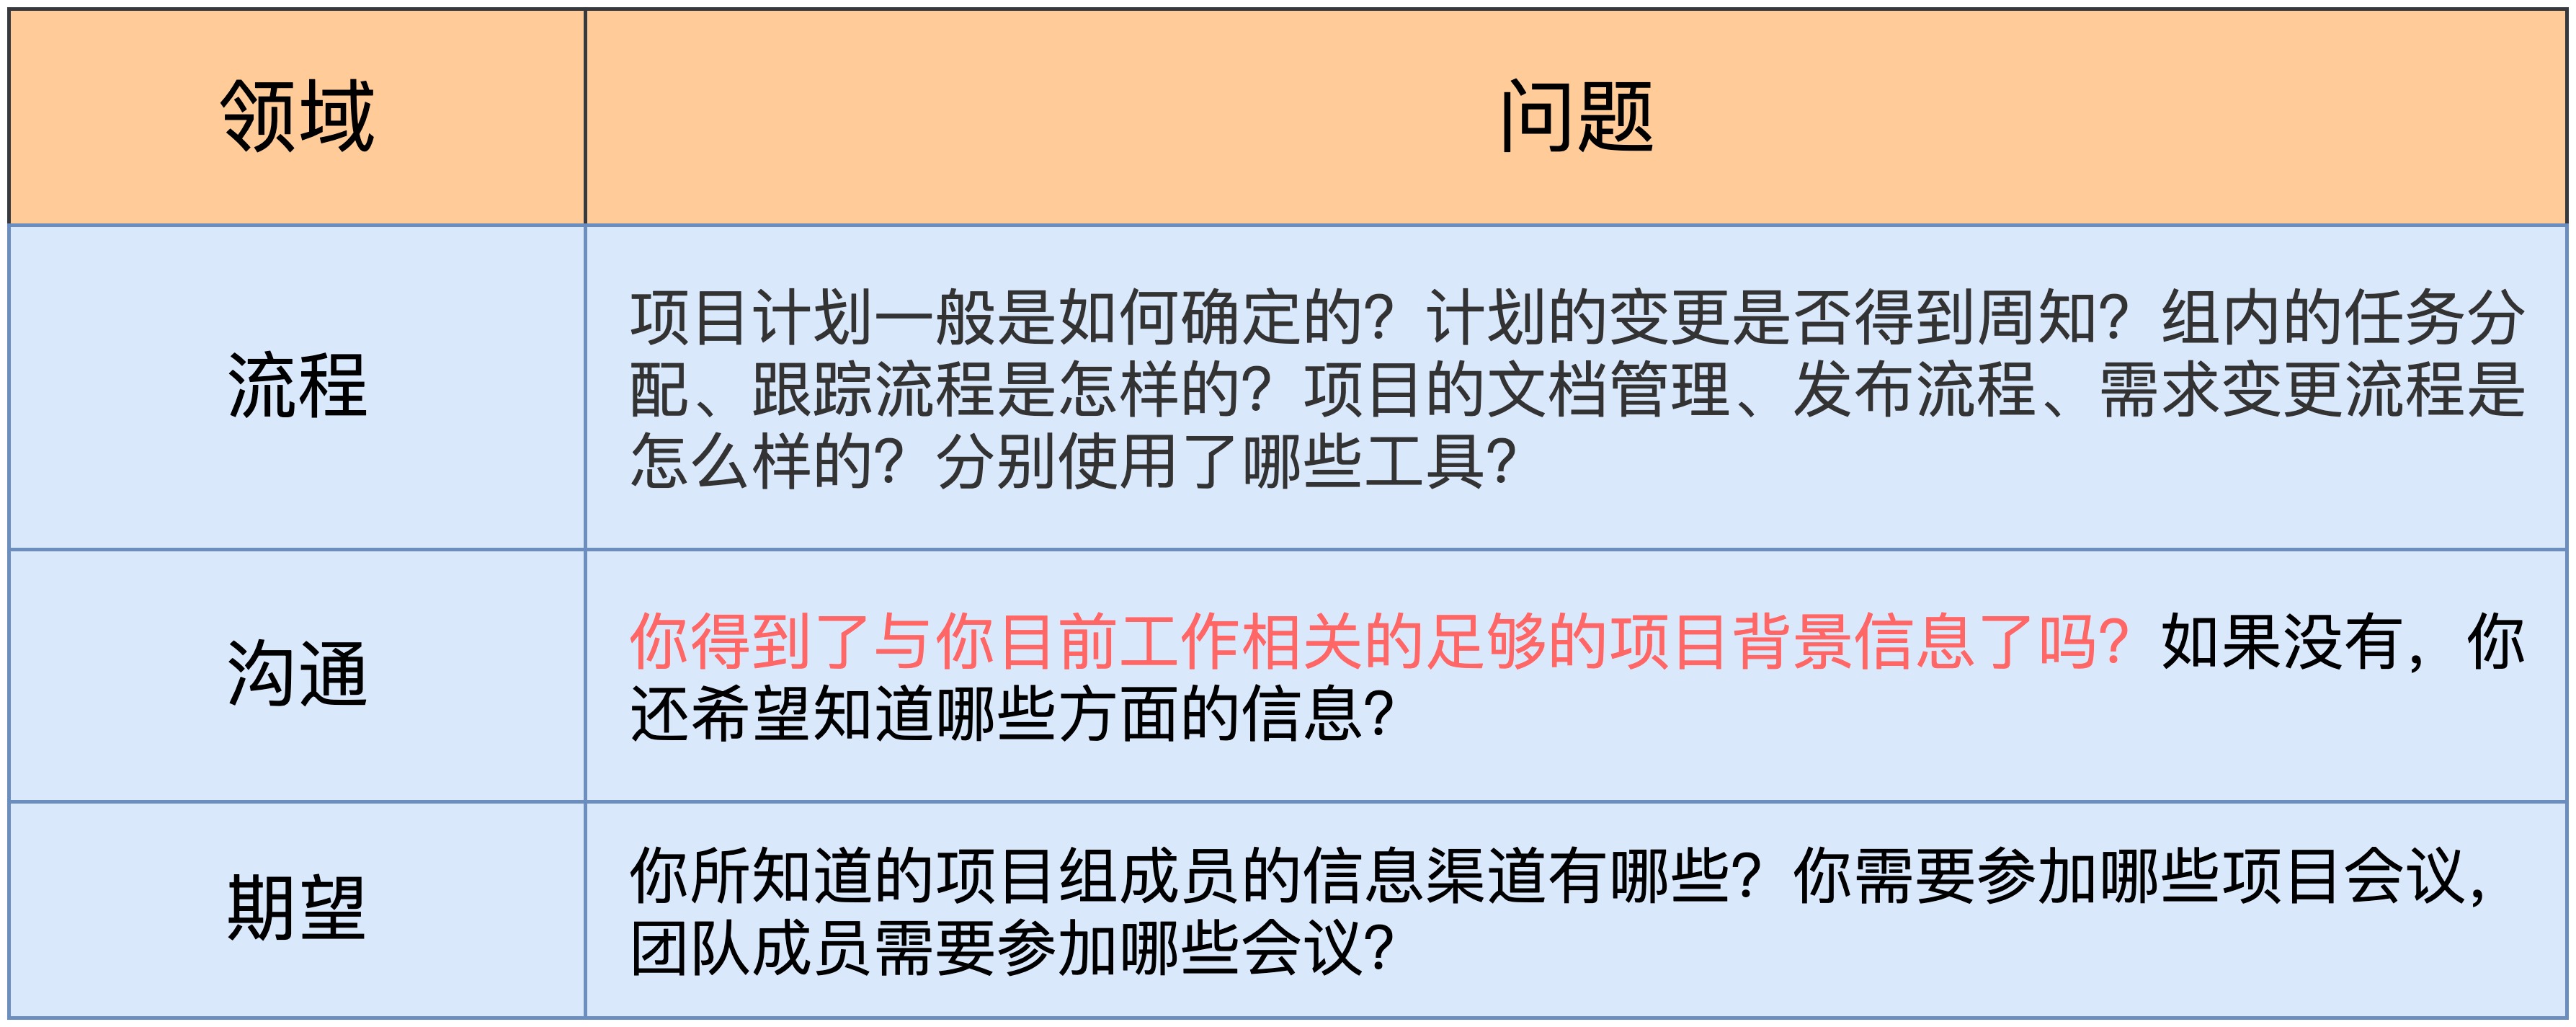 领域
问题
流程
项目计划一般是如何确定的？计划的变更是否得到周知？组内的任务分
配、跟踪流程是怎样的？项目的文档管理、发布流程、需求变更流程是
怎么样的？分别使用了哪些工具？
沟通
你得到了与你目前工作相关的足够的项目背景信息了吗？如果没有，你
还希望知道哪些方面的信息？
期望
你所知道的项目组成员的信息渠道有哪些？你需要参加哪些项目会议，
团队成员需要参加哪些会议？